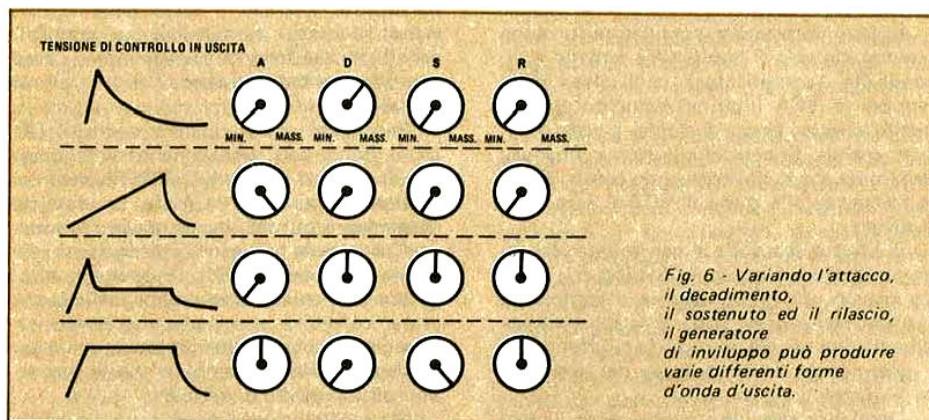 TENSIONE DI CONTROLLO IN USCITA
A D S R
MIN. MASS. MIN. MASS. MIN. MASS. MIN. MASS.
Fig. 6 - Variando l'attacco,
il decadimento,
il sostenuto ed il rilascio,
il generatore
di inviluppo può produrre
varie differenti forme
d'onda d'uscita.